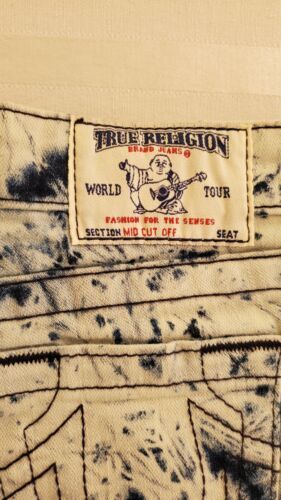 TRUE RELIGION
BRAND JEANS®
WORLD TOUR
FASHION FOR THE SENSES
SECTION MID CUT OFF SEAT